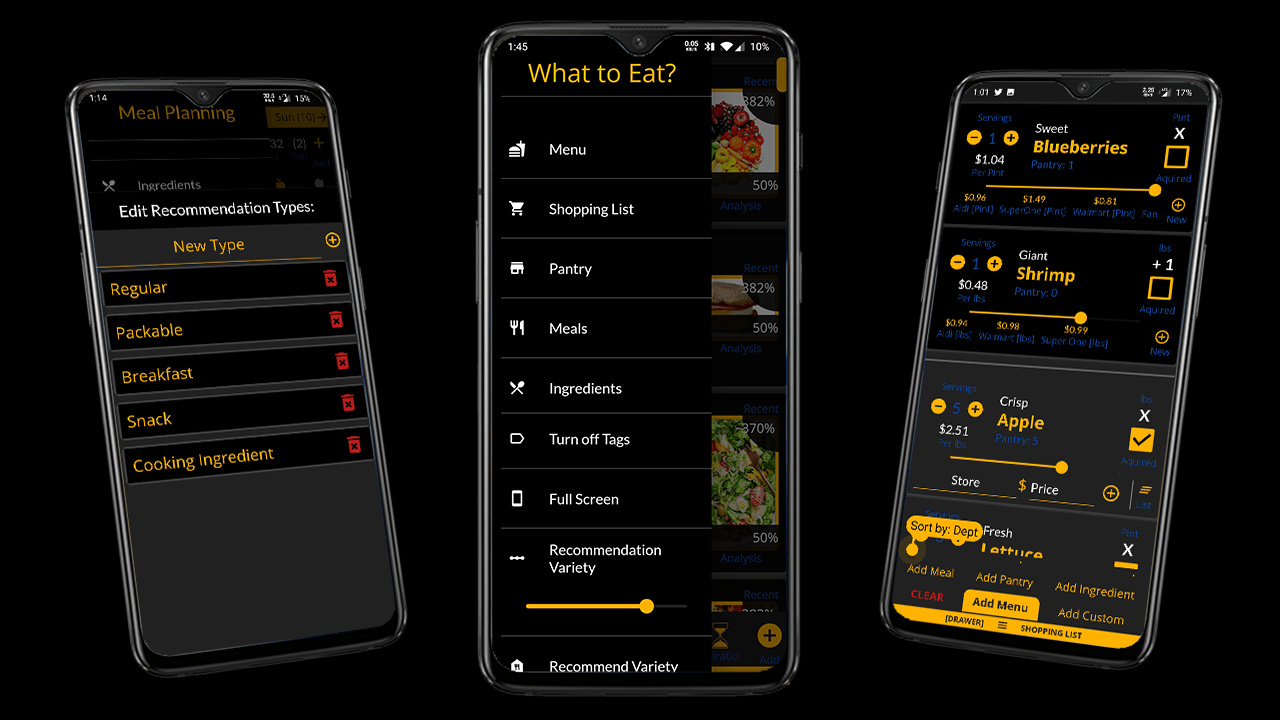 1:14
15%
Meal Planning
Sun (10)
32 (2) +
Ingredients
Edit Recommendation Types:
New Type
Regular
Packable
Breakfast
Snack
Cooking Ingredient
1:45
0.05
KB/S
10%
What to Eat?
Menu
Shopping List
Pantry
Meals
Ingredients
Turn off Tags
Full Screen
Recommendation
Variety
Recommend Variety
Recent
382%
50%
Analysis
Recent
382%
50%
Analysis
Recent
370%
50%
Analysis
Recent
Add
1:01
17%
Servings
1
$1.04
Per Pint
Sweet
Blueberries
Pantry: 1
Pint
X
Aquired
$0.96
Aldi [Pint]
$1.49
SuperOne [Pint]
$0.81
Walmart [Pint]
Fan
New
Servings
1
$0.48
Per lbs
Giant
Shrimp
Pantry: 0
lbs
+ 1
Aquired
$0.94
Aldi [lbs]
$0.98
Walmart [lbs]
$0.99
Super One [lbs]
New
Servings
5
$2.51
Per lbs
Crisp
Apple
Pantry: 5
lbs
X
Aquired
Store
$ Price
List
Servings
Sort by: Dept
Fresh
Lettuce
Pint
X
Add Meal
Add Pantry
Add Ingredient
CLEAR
Add Menu
Add Custom
[DRAWER]
SHOPPING LIST